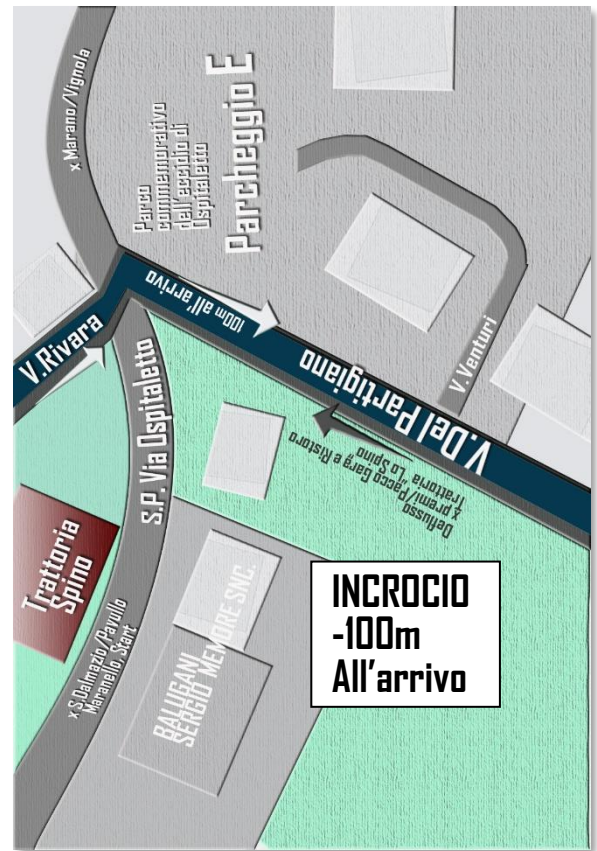 x Marano/Vignola
Parco
commemorativo
dell'eccidio di
Ospitaletto
Parcheggio E
V.Rivara
100m all'arrivo
V.Del Partigiano
V.Venturi
S.P. Via Ospitaletto
Deflusso
x premi/"Pacco Gara" e Ristoro
Trattoria "Lo Spino"
Trattoria
Spino
x S.Dalmazio/Pavullo
Maranello, Start
BALUGANI
SERGIO MEMORE SNC.
INCROCIO
-100m
All'arrivo